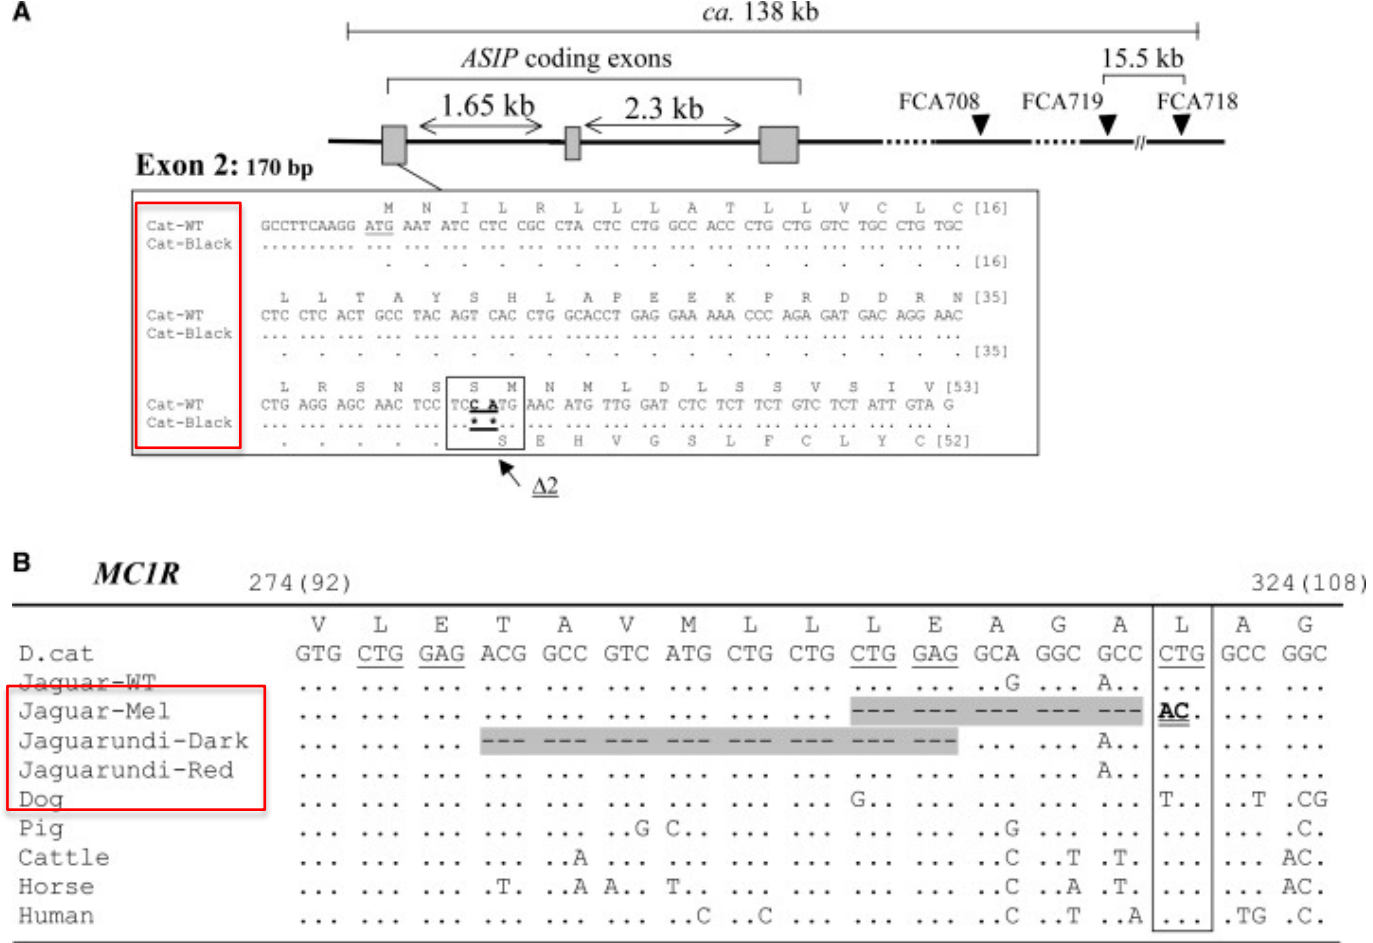 A
ca. 138 kb
ASIP coding exons
15.5 kb
1.65 kb
2.3 kb
FCA708
FCA719
FCA718
//
Exon 2: 170 bp
M N I L R L L L A T L L V C L C [16]
Cat-WT GCCTTCAAGG ATG AAT ATC CTC CGC CTA CTC CTG GCC ACC CTG CTG GTC TGC CTG TGC
Cat-Black .......... ... ... ... ... ... ... ... ... ... ... ... ... ... ... ... ...
. . . . . . . . . . . . . . . . [16]
L L T A Y S H L A P E E K P R D D R N [35]
Cat-WT CTC CTC ACT GCC TAC AGT CAC CTG GCACCT GAG GAA AAA CCC AGA GAT GAC AGG AAC
Cat-Black ... ... ... ... ... ... ... ... ...... ... ... ... ... ... ... ... ... ...
. . . . . . . . . . . . . . . . . . . [35]
L R S N S S M N M L D L S S V S I V [53]
Cat-WT CTG AGG AGC AAC TCC TCC ATG AAC ATG TTG GAT CTC TCT TCT GTC TCT ATT GTA G
Cat-Black ... ... ... ... ... ..* *.. ... ... ... ... ... ... ... ... ... ... ... .
. . . . . S E H V G S L F C L Y C [52]
Δ2
B
MC1R
274(92)
324(108)
V L E T A V M L L L E A G A L A G
D.cat GTG CTG GAG ACG GCC GTC ATG CTG CTG CTG GAG GCA GGC GCC CTG GCC GGC
Jaguar-WT ... ... ... ... ... ... ... ... ... ... ... ..G ... A.. ... ... ...
Jaguar-Mel ... ... ... ... ... ... ... ... ... --- --- --- --- --- AC. ... ...
Jaguarundi-Dark ... ... ... --- --- --- --- --- --- --- --- ... ... A.. ... ... ...
Jaguarundi-Red ... ... ... ... ... ... ... ... ... ... ... ... ... A.. ... ... ...
Dog ... ... ... ... ... ... ... ... ... G.. ... ... ... ... T.. ..T .CG
Pig ... ... ... ... ... ..G C.. ... ... ... ... ..G ... ... ... ... .C.
Cattle ... ... ... ... ..A ... ... ... ... ... ... ..C ..T .T. ... ... AC.
Horse ... ... ... .T. ..A A.. T.. ... ... ... ... ..C ..A .T. ... ... AC.
Human ... ... ... ... ... ... ..C ..C ... ... ... ..C ..T ..A ... .TG .C.